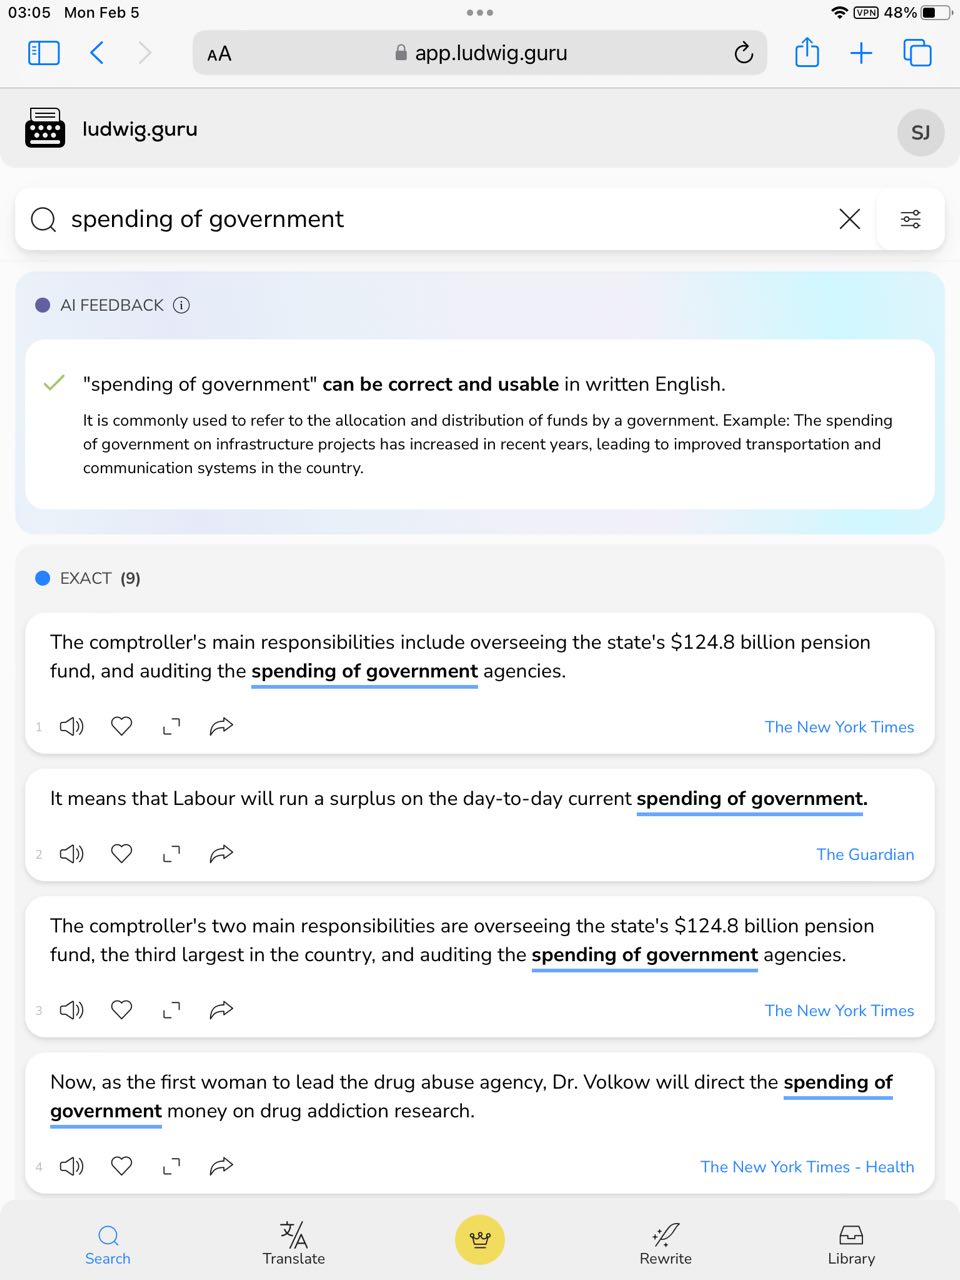 03:05 Mon Feb 5
VPN 48%
AA
app.ludwig.guru
ludwig.guru
SJ
spending of government
AI FEEDBACK
"spending of government" can be correct and usable in written English.
It is commonly used to refer to the allocation and distribution of funds by a government. Example: The spending
of government on infrastructure projects has increased in recent years, leading to improved transportation and
communication systems in the country.
EXACT (9)
The comptroller's main responsibilities include overseeing the state's $124.8 billion pension
fund, and auditing the spending of government agencies.
1
The New York Times
It means that Labour will run a surplus on the day-to-day current spending of government.
2
The Guardian
The comptroller's two main responsibilities are overseeing the state's $124.8 billion pension
fund, the third largest in the country, and auditing the spending of government agencies.
3
The New York Times
Now, as the first woman to lead the drug abuse agency, Dr. Volkow will direct the spending of
government money on drug addiction research.
4
The New York Times - Health
Search
Translate
Rewrite
Library